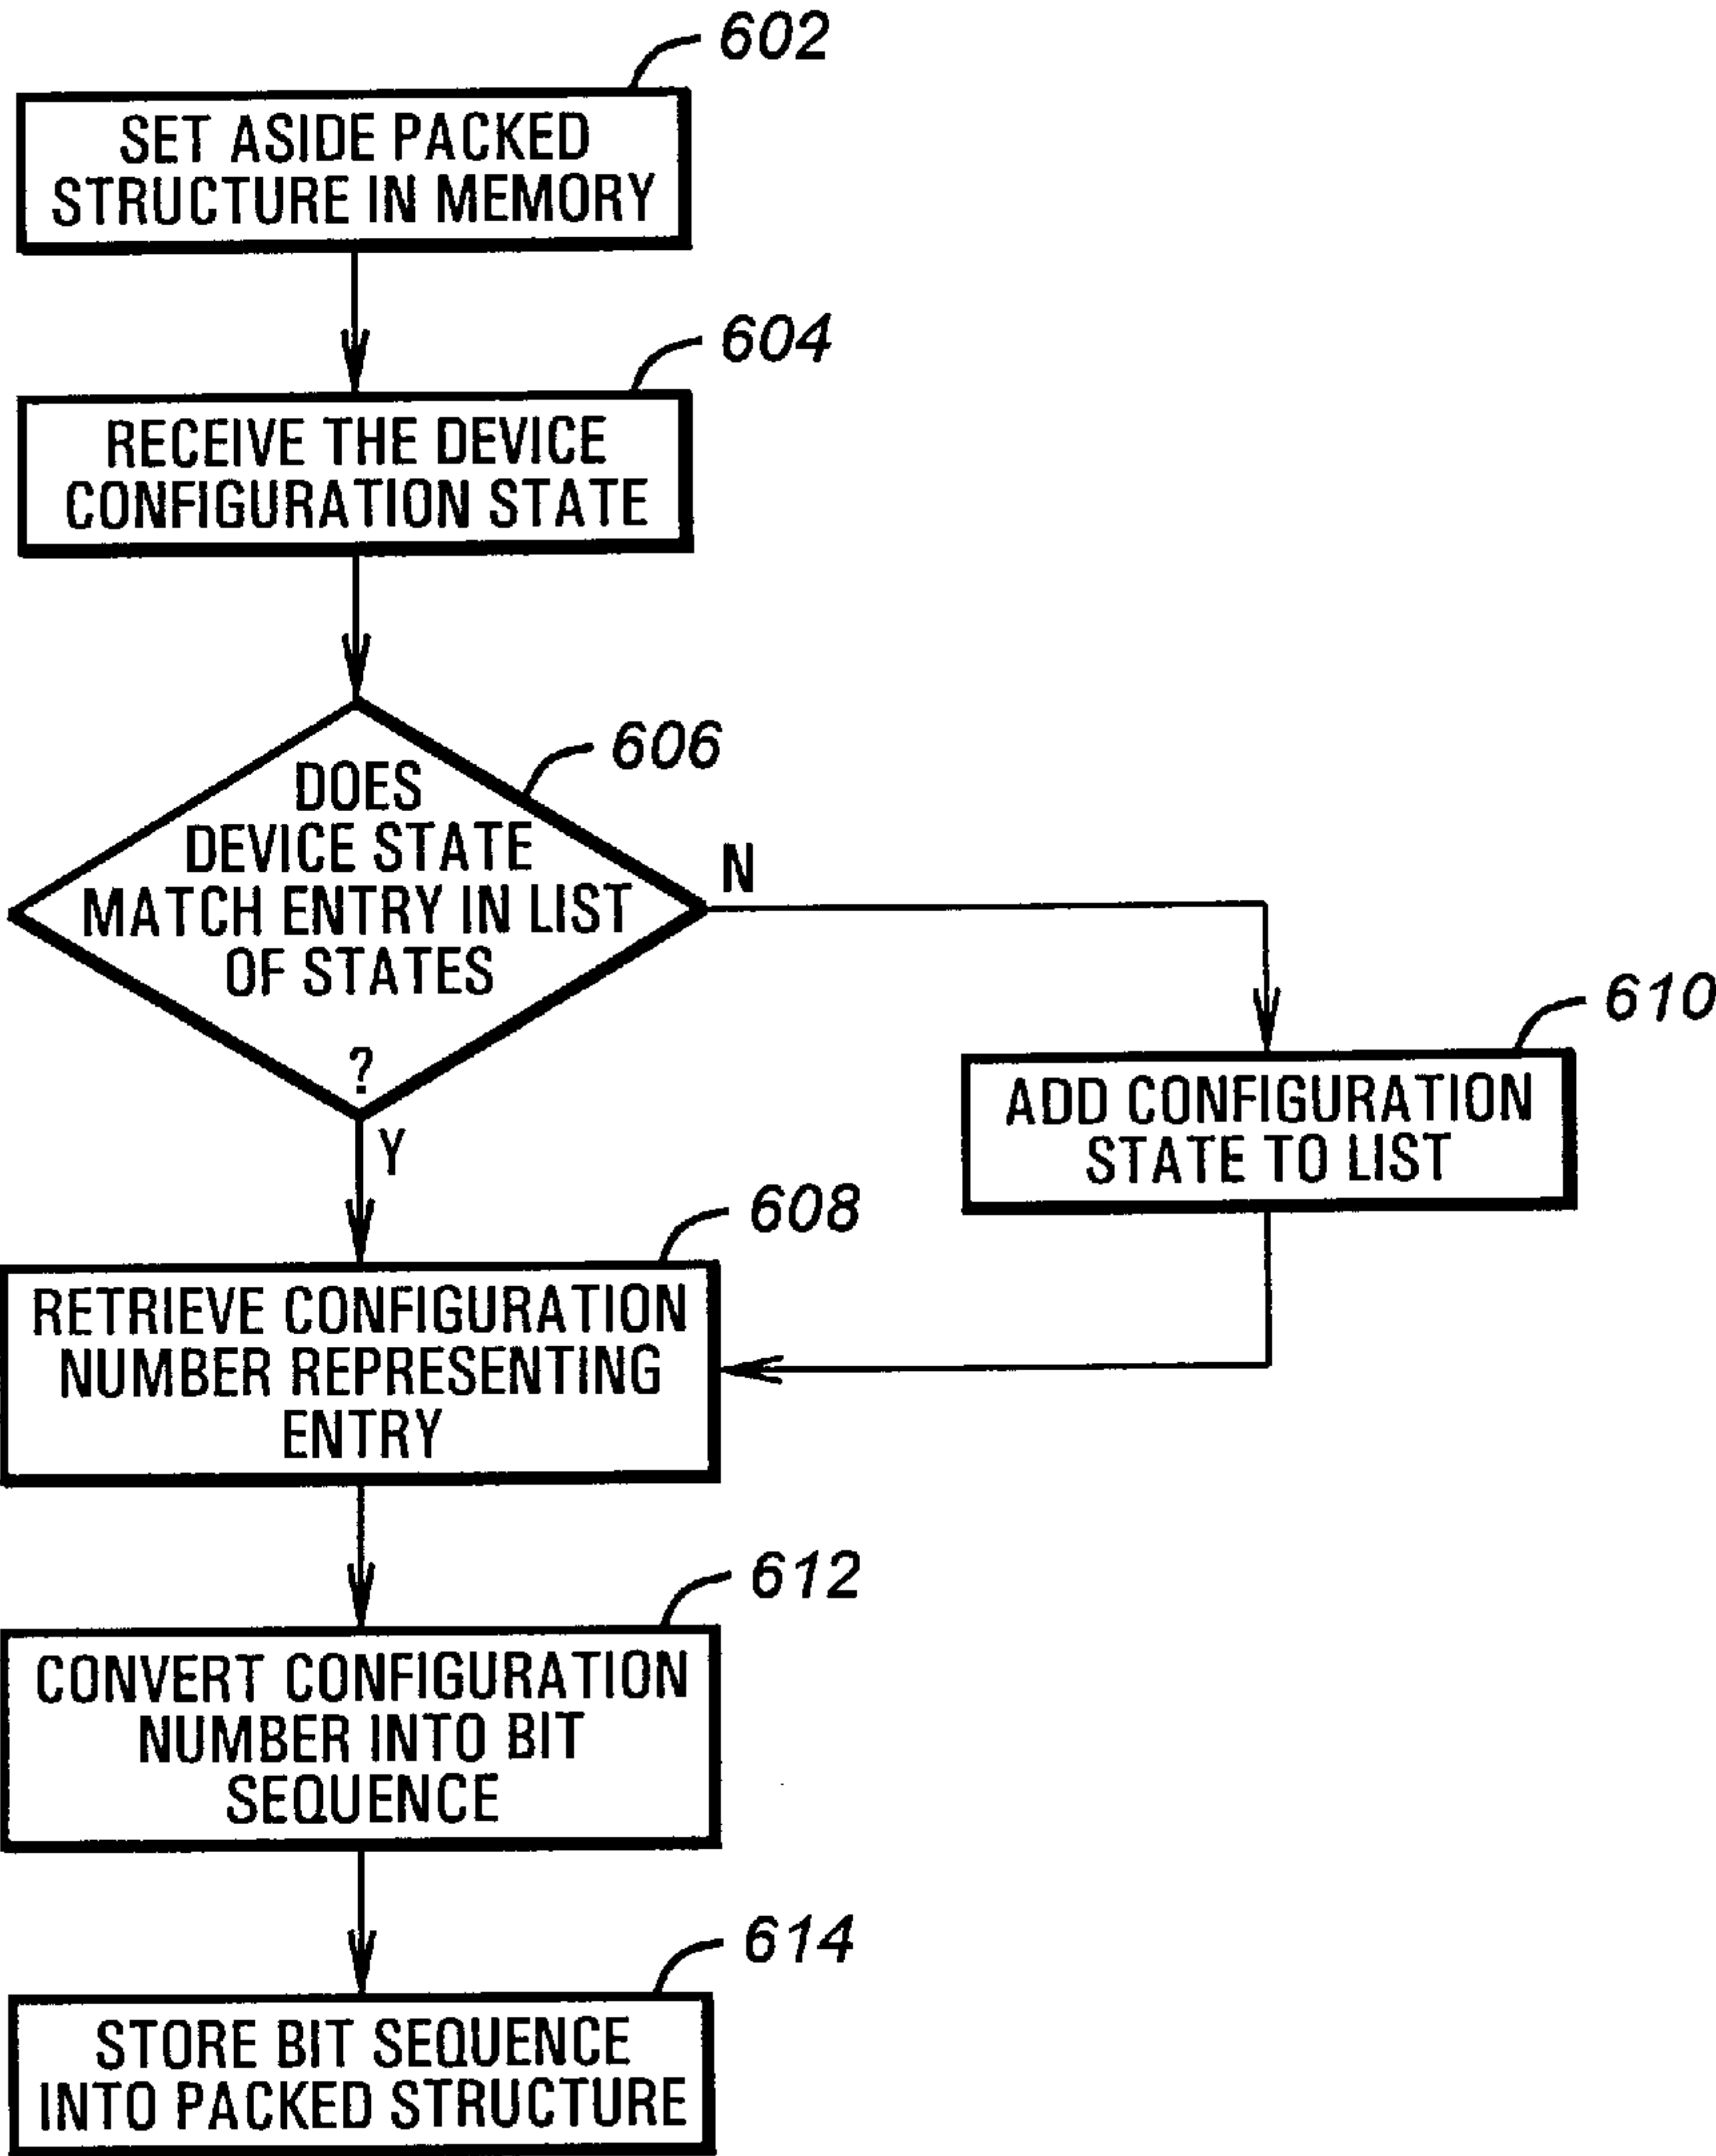 602
SET ASIDE PACKED
STRUCTURE IN MEMORY
604
RECEIVE THE DEVICE
CONFIGURATION STATE
606
DOES
DEVICE STATE
MATCH ENTRY IN LIST
OF STATES
?
N
Y
610
ADD CONFIGURATION
STATE TO LIST
608
RETRIEVE CONFIGURATION
NUMBER REPRESENTING
ENTRY
612
CONVERT CONFIGURATION
NUMBER INTO BIT
SEQUENCE
614
STORE BIT SEQUENCE
INTO PACKED STRUCTURE